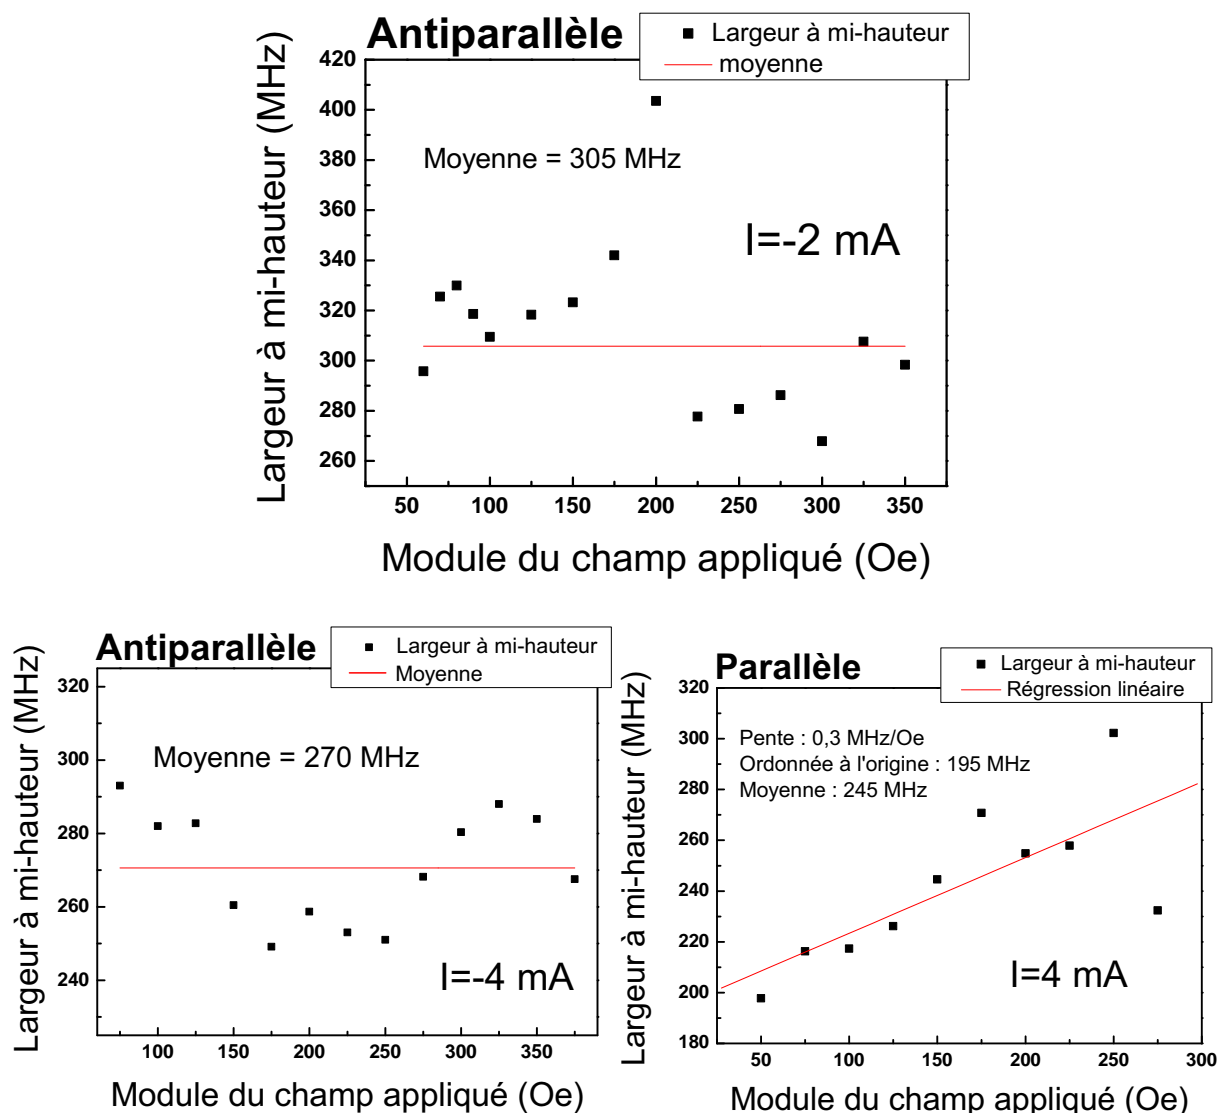 Antiparallèle
Largeur à mi-hauteur
moyenne
Largeur à mi-hauteur (MHz)
420
400
380
360
340
320
300
280
260
Moyenne = 305 MHz
I=-2 mA
50 100 150 200 250 300 350
Module du champ appliqué (Oe)
Antiparallèle
Largeur à mi-hauteur
Moyenne
Largeur à mi-hauteur (MHz)
320
300
280
260
240
Moyenne = 270 MHz
I=-4 mA
100 150 200 250 300 350
Module du champ appliqué (Oe)
Parallèle
Largeur à mi-hauteur
Régression linéaire
Largeur à mi-hauteur (MHz)
320
300
280
260
240
220
200
180
Pente : 0,3 MHz/Oe
Ordonnée à l'origine : 195 MHz
Moyenne : 245 MHz
I=4 mA
50 100 150 200 250 300
Module du champ appliqué (Oe)